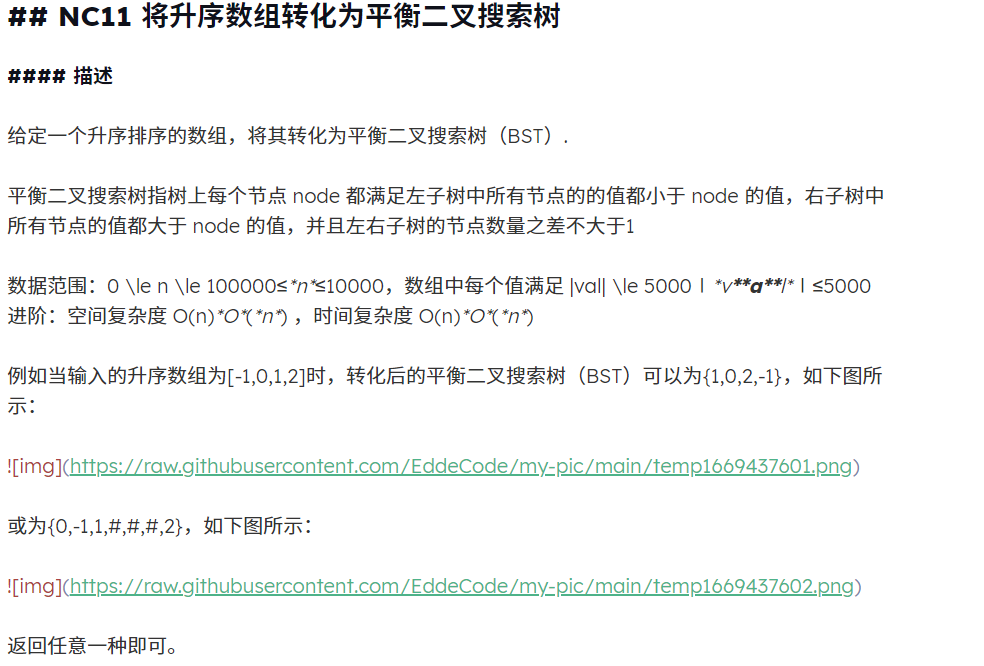 ## NC11 将升序数组转化为平衡二叉搜索树
#### 描述
给定一个升序排序的数组，将其转化为平衡二叉搜索树（BST）.
平衡二叉搜索树指树上每个节点 node 都满足左子树中所有节点的的值都小于 node 的值，右子树中
所有节点的值都大于 node 的值，并且左右子树的节点数量之差不大于1
数据范围：0 \le n \le 100000≤*n*≤10000，数组中每个值满足 |val| \le 5000∣*v**a**l*∣≤5000
进阶：空间复杂度 O(n)*O*(*n*) ，时间复杂度 O(n)*O*(*n*)
例如当输入的升序数组为[-1,0,1,2]时，转化后的平衡二叉搜索树（BST）可以为{1,0,2,-1}，如下图所
示：
![img](https://raw.githubusercontent.com/EddeCode/my-pic/main/temp1669437601.png)
或为{0,-1,1,#,#,#,2}，如下图所示：
![img](https://raw.githubusercontent.com/EddeCode/my-pic/main/temp1669437602.png)
返回任意一种即可。